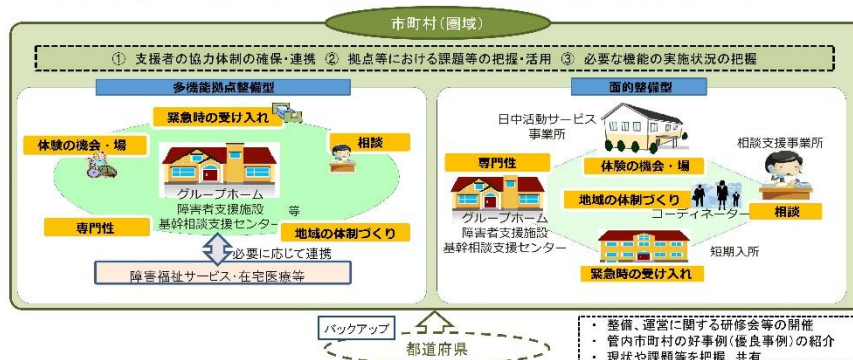 市町村(圏域)
① 支援者の協力体制の確保・連携 ② 拠点等における課題等の把握・活用 ③ 必要な機能の実施状況の把握
多機能拠点整備型
緊急時の受け入れ
体験の機会・場
相談
グループホーム
障害者支援施設 等
基幹相談支援センター
専門性
地域の体制づくり
必要に応じて連携
障害福祉サービス・在宅医療等
面的整備型
日中活動サービス
事業所
相談支援事業所
専門性
体験の機会・場
地域の体制づくり
コーディネーター
相談
グループホーム
障害者支援施設
基幹相談支援センター
短期入所
緊急時の受け入れ
バックアップ
都道府県
・ 整備、運営に関する研修会等の開催
・ 管内市町村の好事例(優良事例)の紹介
・ 現状や課題等を把握、共有